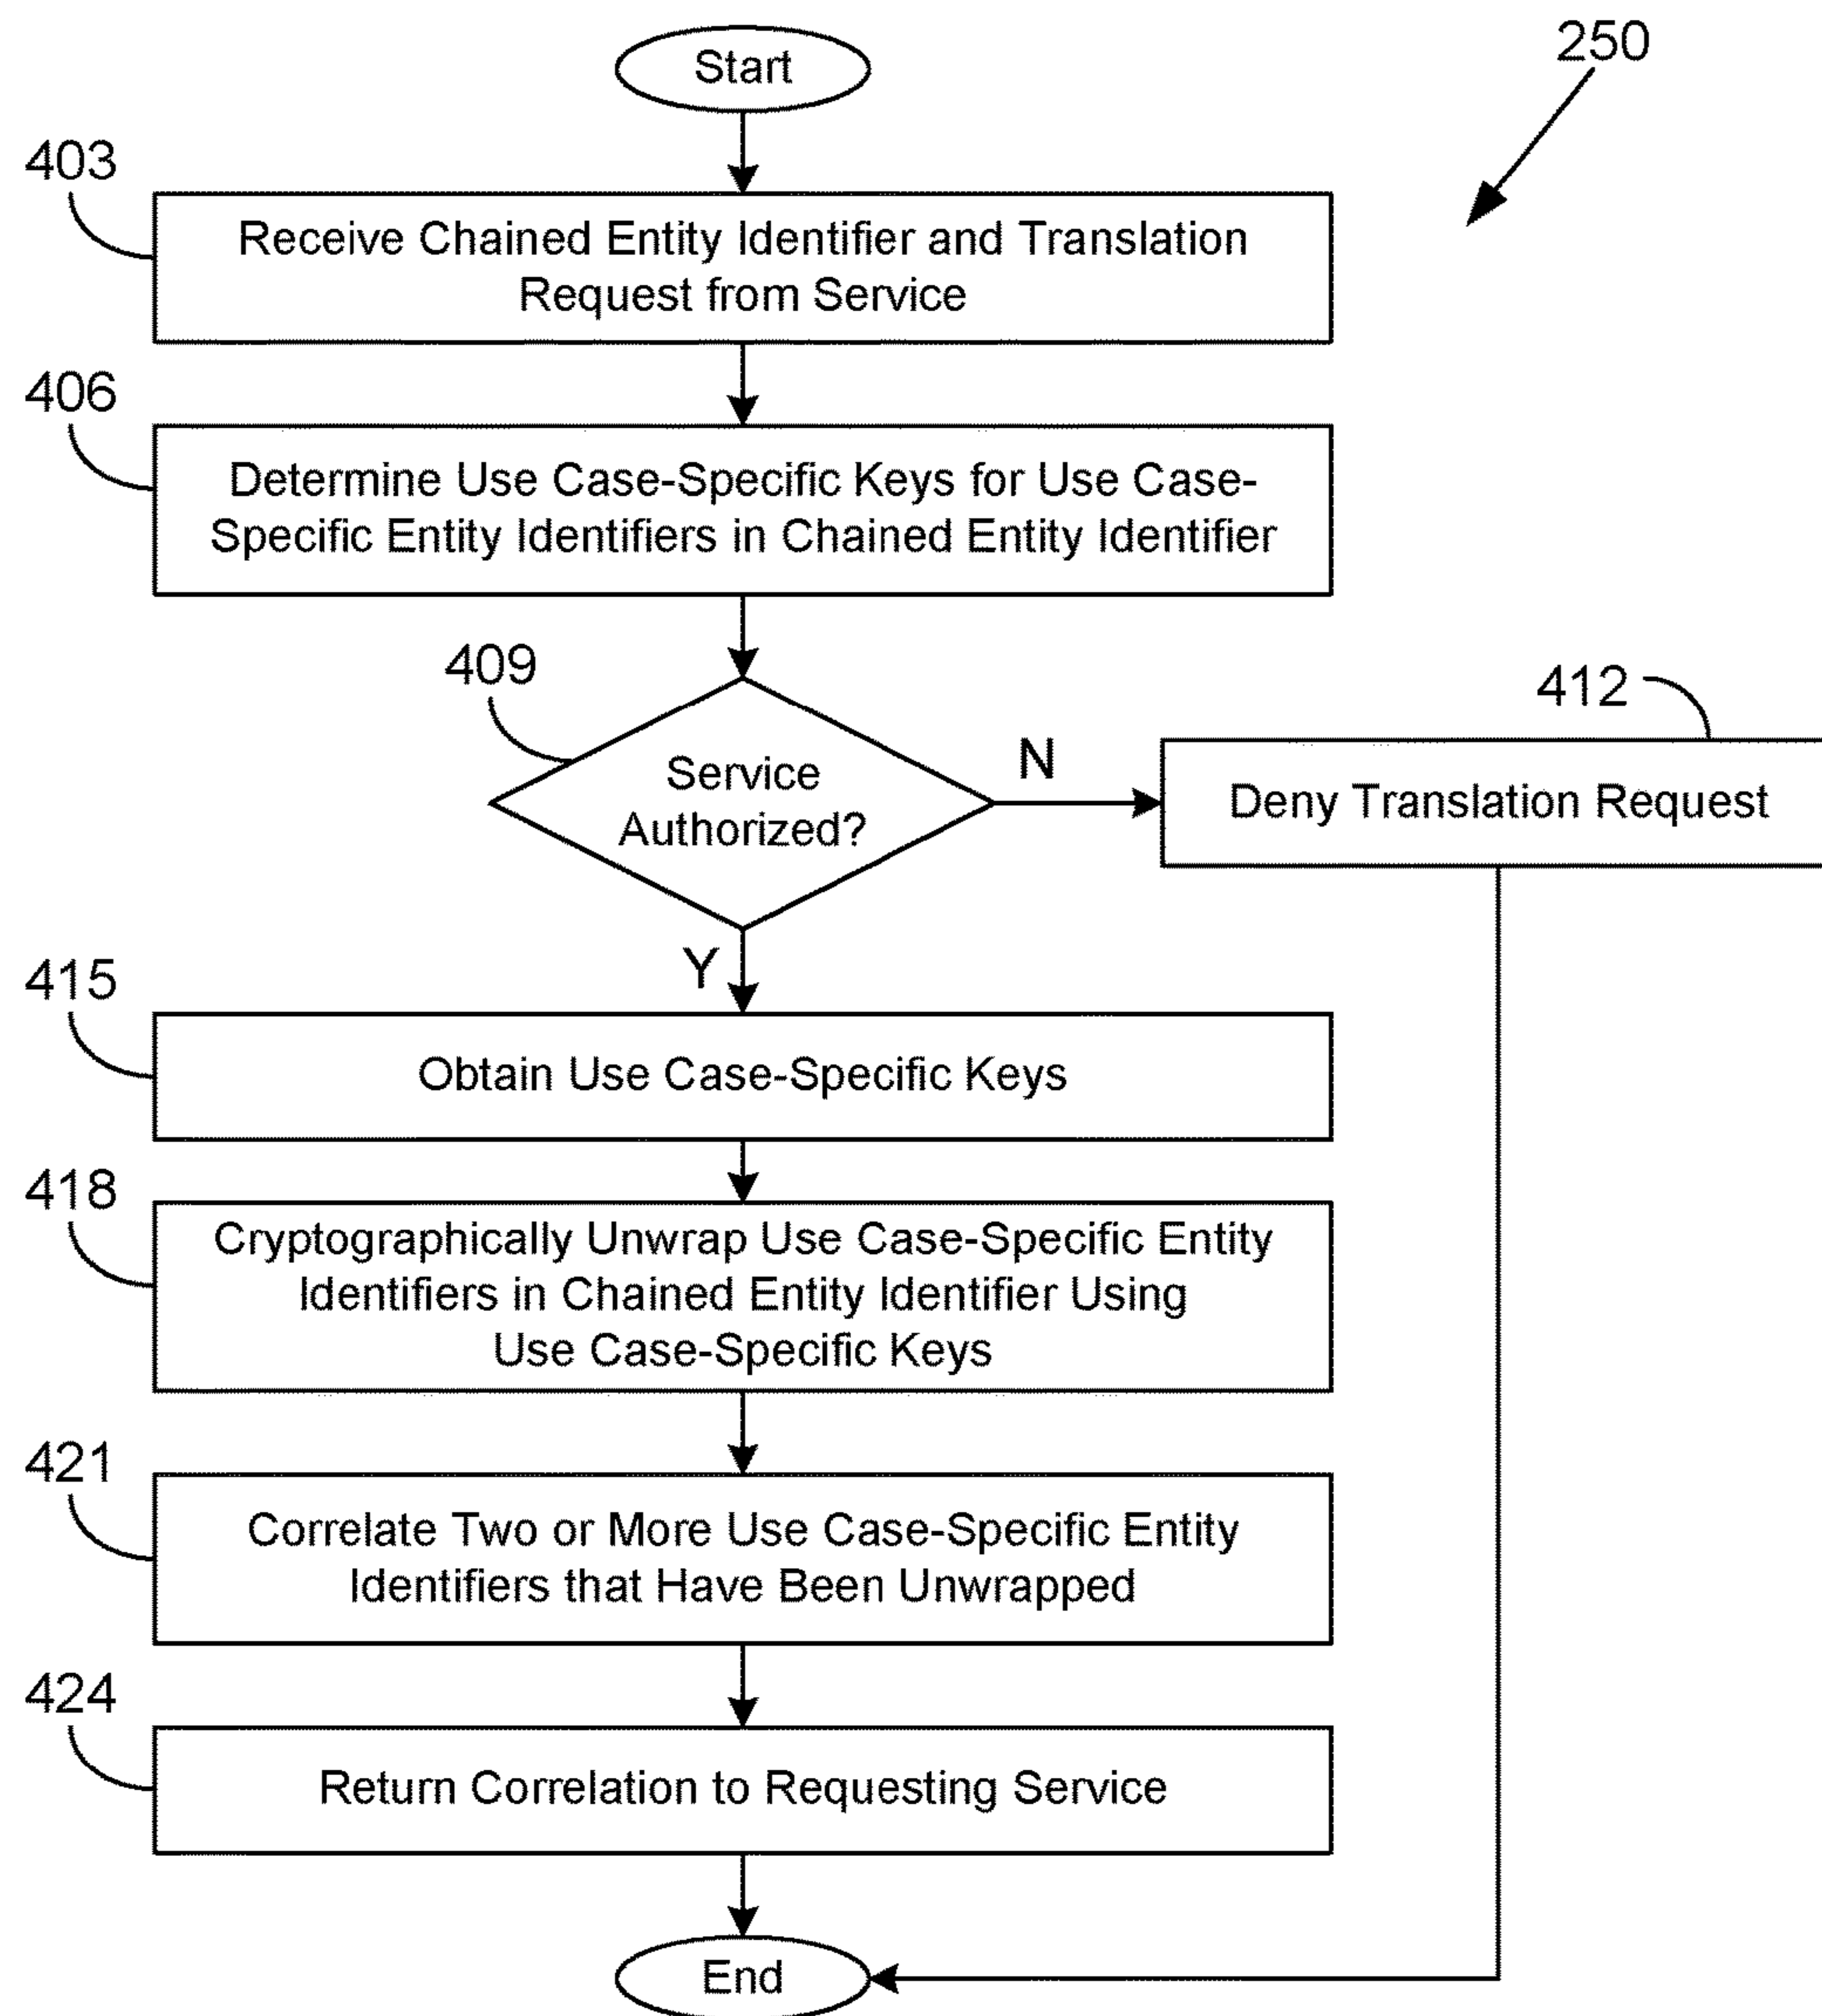 Start
250
403
Receive Chained Entity Identifier and Translation
Request from Service
406
Determine Use Case-Specific Keys for Use Case-
Specific Entity Identifiers in Chained Entity Identifier
409
Service
Authorized?
N
412
Deny Translation Request
Y
415
Obtain Use Case-Specific Keys
418
Cryptographically Unwrap Use Case-Specific Entity
Identifiers in Chained Entity Identifier Using
Use Case-Specific Keys
421
Correlate Two or More Use Case-Specific Entity
Identifiers that Have Been Unwrapped
424
Return Correlation to Requesting Service
End